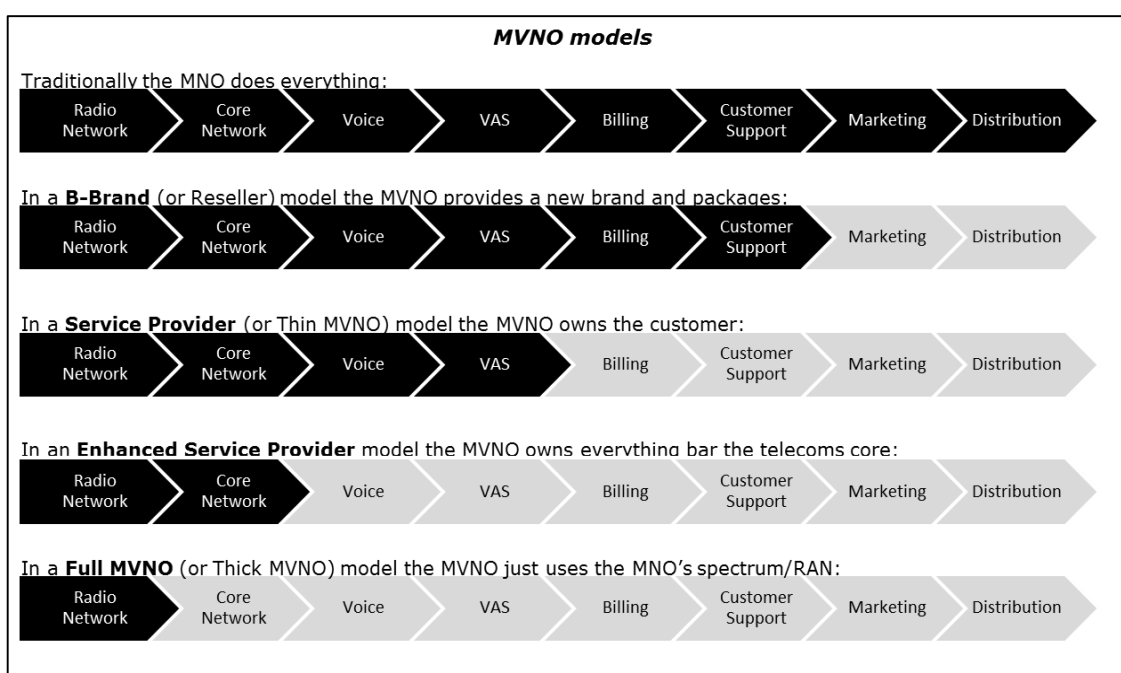 MVNO models
Traditionally the MNO does everything:
Radio
Network
Core
Network
Voice
VAS
Billing
Customer
Support
Marketing
Distribution
In a B-Brand (or Reseller) model the MVNO provides a new brand and packages:
Radio
Network
Core
Network
Voice
VAS
Billing
Customer
Support
Marketing
Distribution
In a Service Provider (or Thin MVNO) model the MVNO owns the customer:
Radio
Network
Core
Network
Voice
VAS
Billing
Customer
Support
Marketing
Distribution
In an Enhanced Service Provider model the MVNO owns everything bar the telecoms core:
Radio
Network
Core
Network
Voice
VAS
Billing
Customer
Support
Marketing
Distribution
In a Full MVNO (or Thick MVNO) model the MVNO just uses the MNO’s spectrum/RAN:
Radio
Network
Core
Network
Voice
VAS
Billing
Customer
Support
Marketing
Distribution